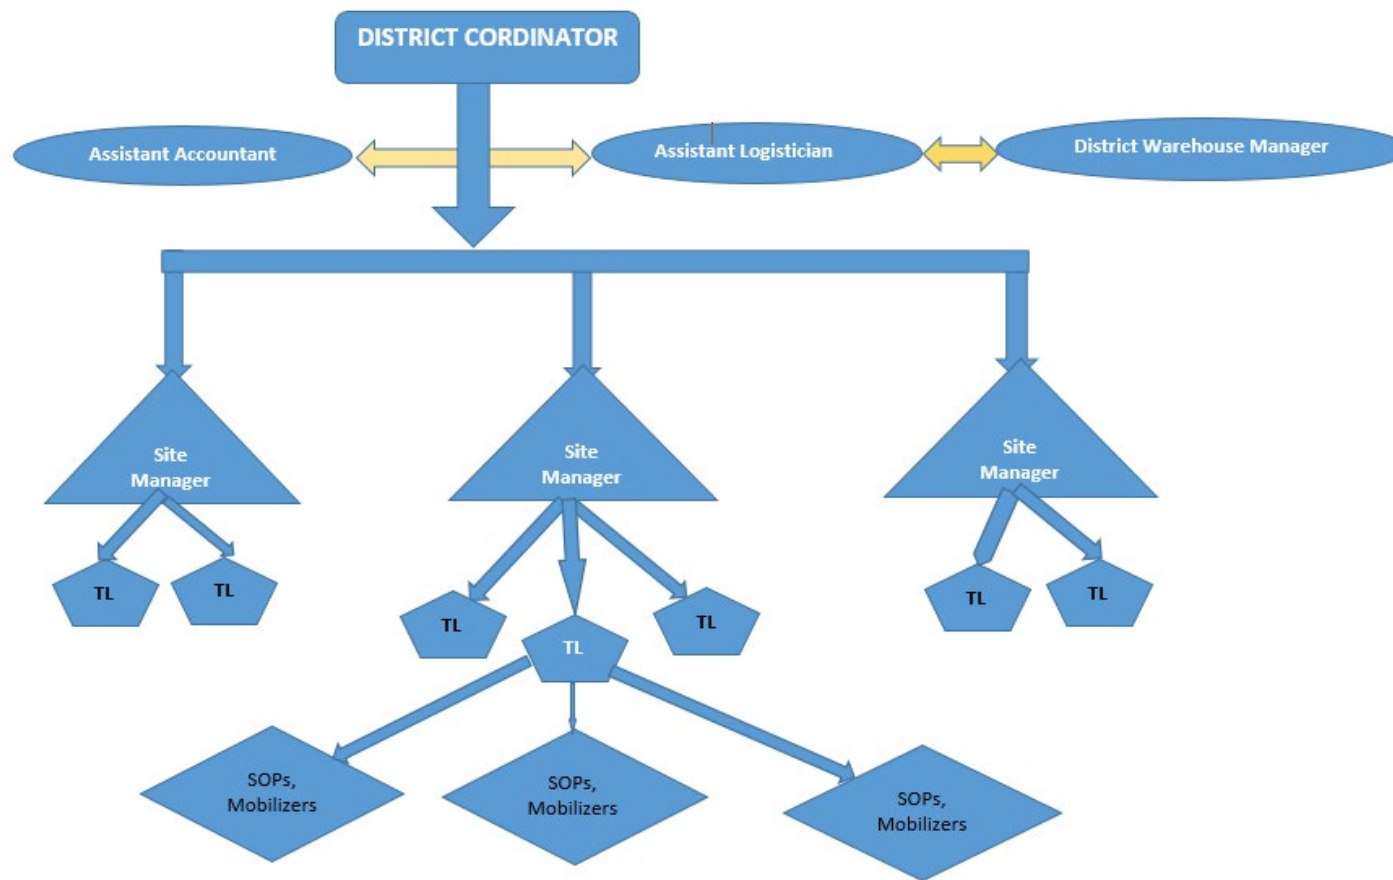 DISTRICT CORDINATOR
Assistant Accountant
Assistant Logistician
District Warehouse Manager
Site
Manager
Site
Manager
Site
Manager
TL
TL
TL
TL
TL
TL
TL
SOPs,
Mobilizers
SOPs,
Mobilizers
SOPs,
Mobilizers